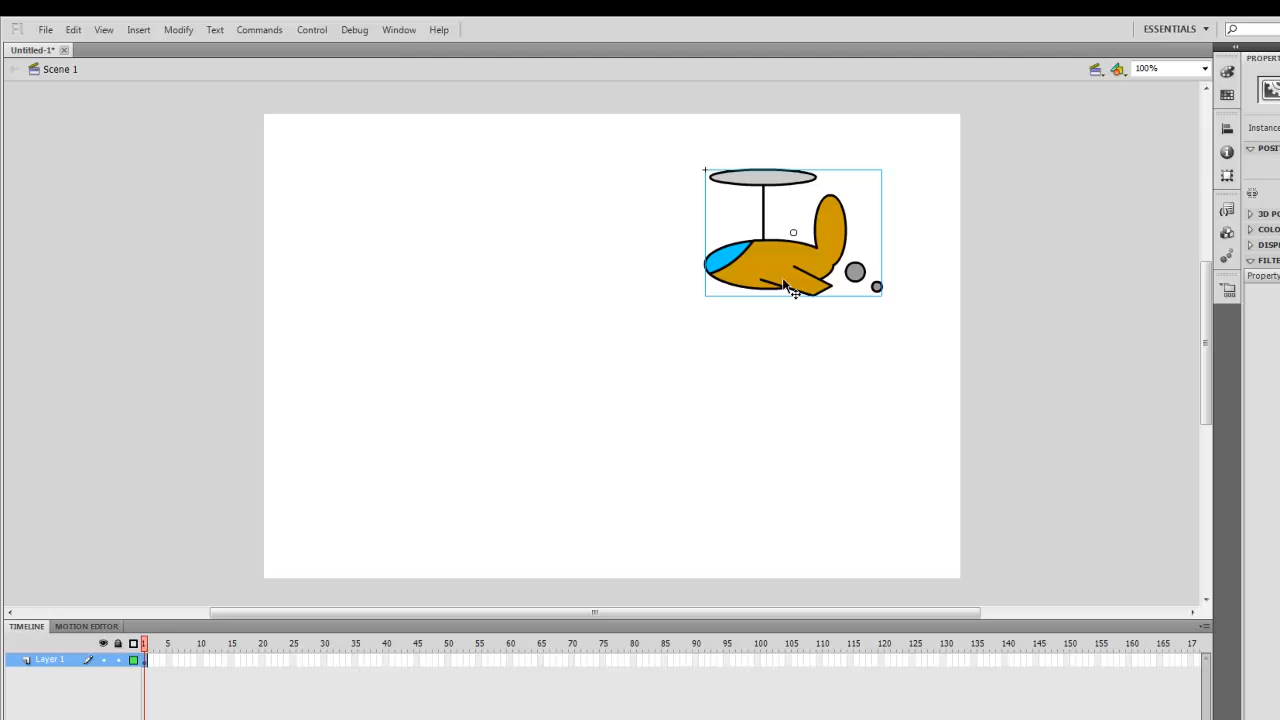 Fl File Edit View Insert Modify Text Commands Control Debug Window Help ESSENTIALS
Untitled-1*
Scene 1 100%
PROPERT
Instance
POSIT
3D PO
COLO
DISPL
FILTE
Property
TIMELINE MOTION EDITOR
1 5 10 15 20 25 30 35 40 45 50 55 60 65 70 75 80 85 90 95 100 105 110 115 120 125 130 135 140 145 150 155 160 165 17
Layer 1